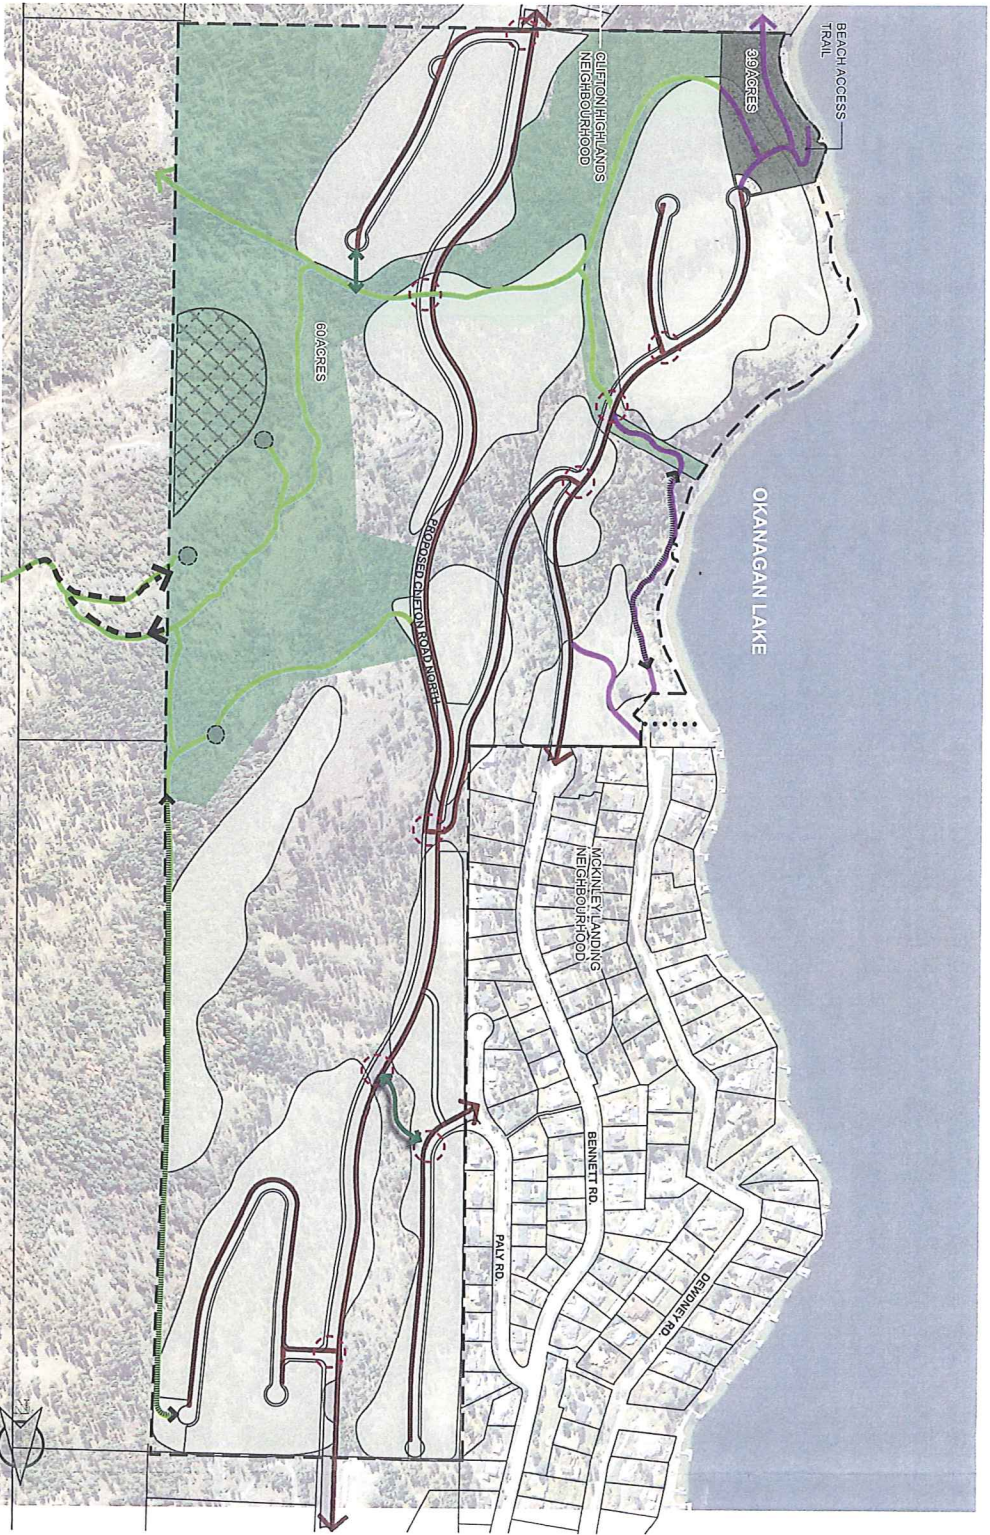 BEACH ACCESS
TRAIL
3.9 ACRES
CLIFTON HIGHLANDS
NEIGHBOURHOOD
60 ACRES
OKANAGAN LAKE
PROPOSED CLIFTON ROAD NORTH
MCKINLEY LANDING
NEIGHBOURHOOD
BENNETT RD.
PALY RD.
DEWDNEY RD.